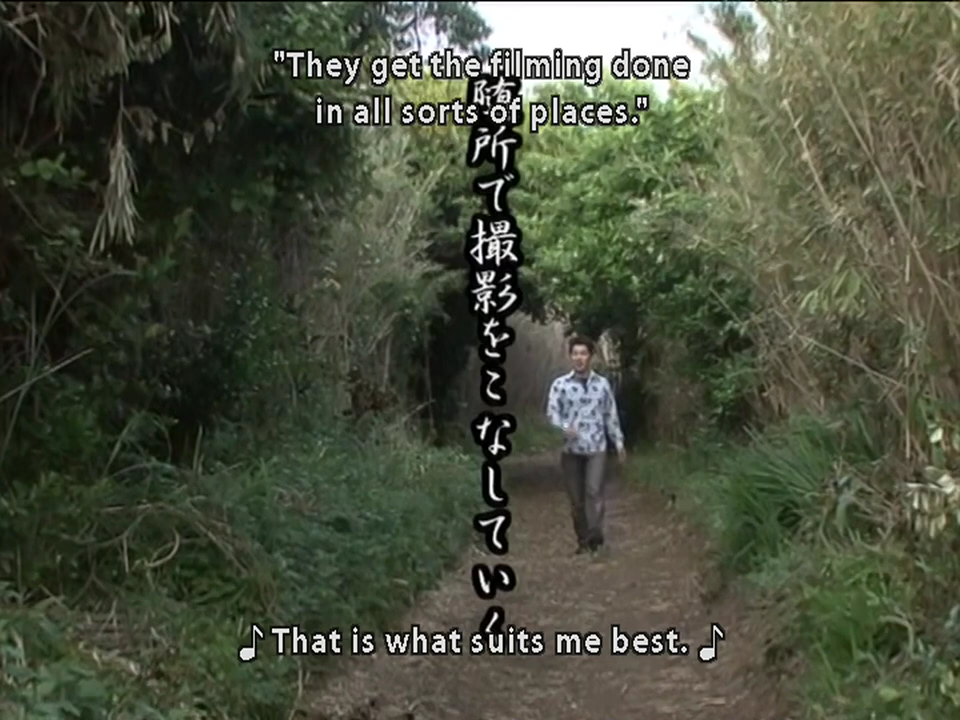 "They get the filming done
in all sorts of places."
随所で撮影をこなしていく
♪ That is what suits me best. ♪